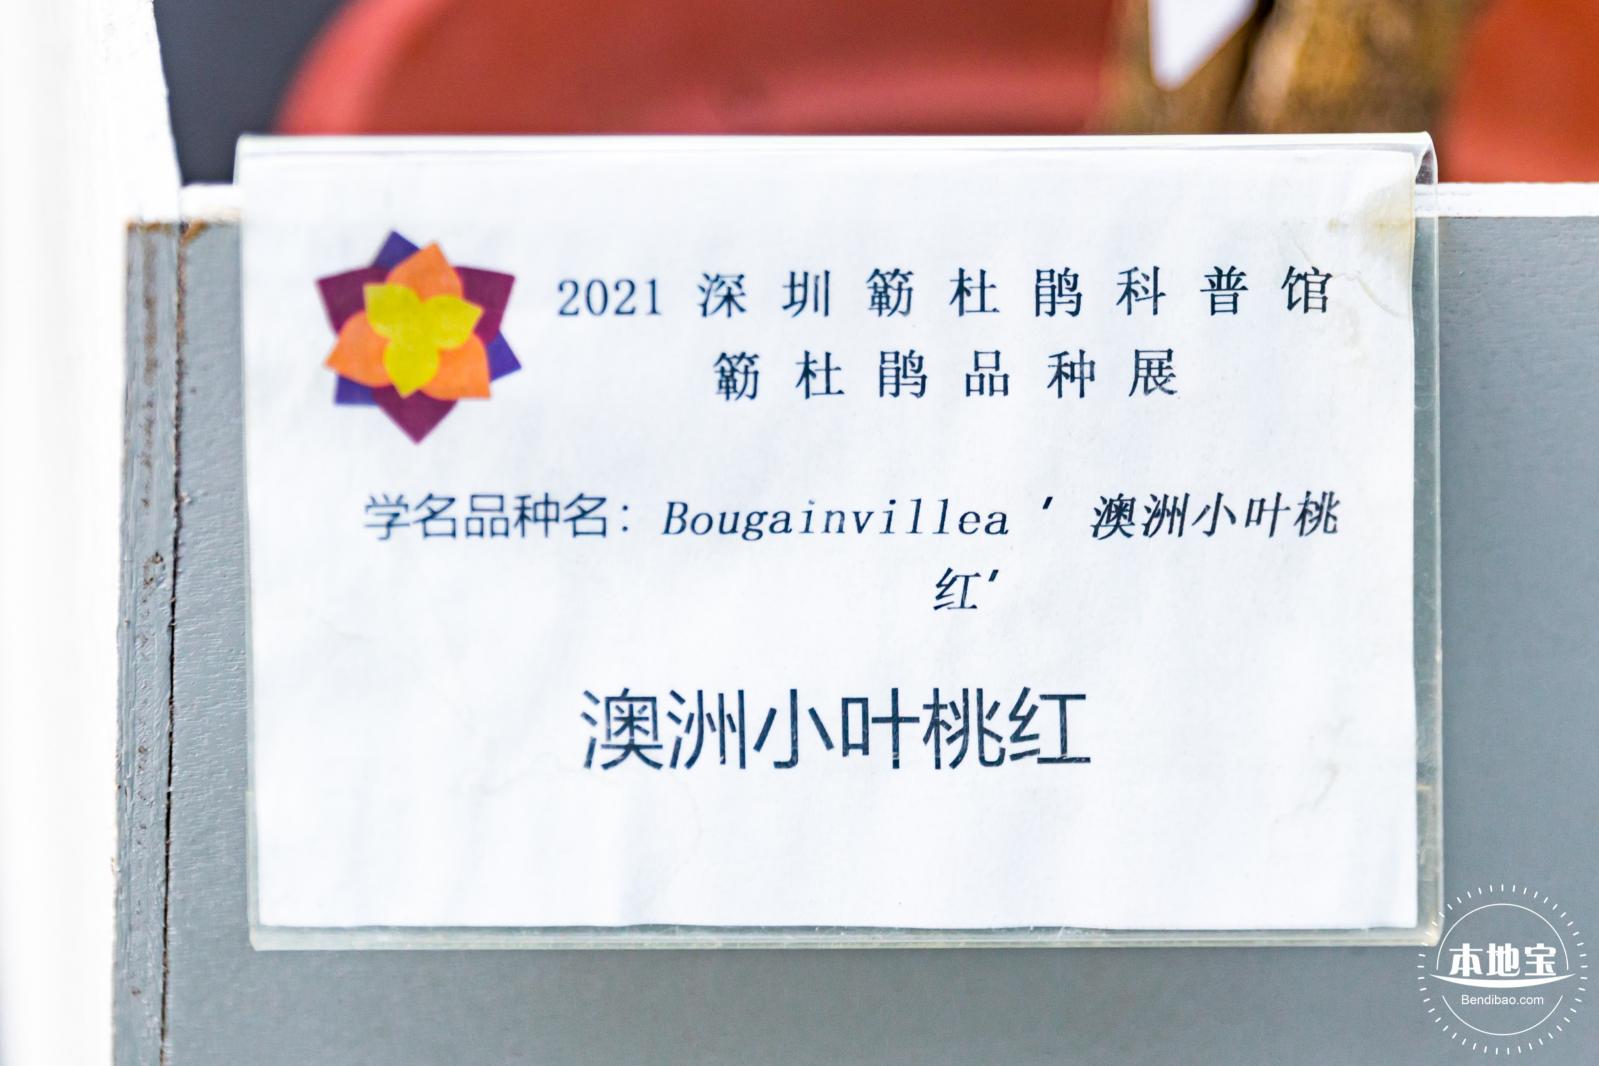 2021 深圳簕杜鹃科普馆
簕杜鹃品种展
学名品种名：Bougainvillea ′澳洲小叶桃
红′
澳洲小叶桃红
本地宝
Bendibao.com